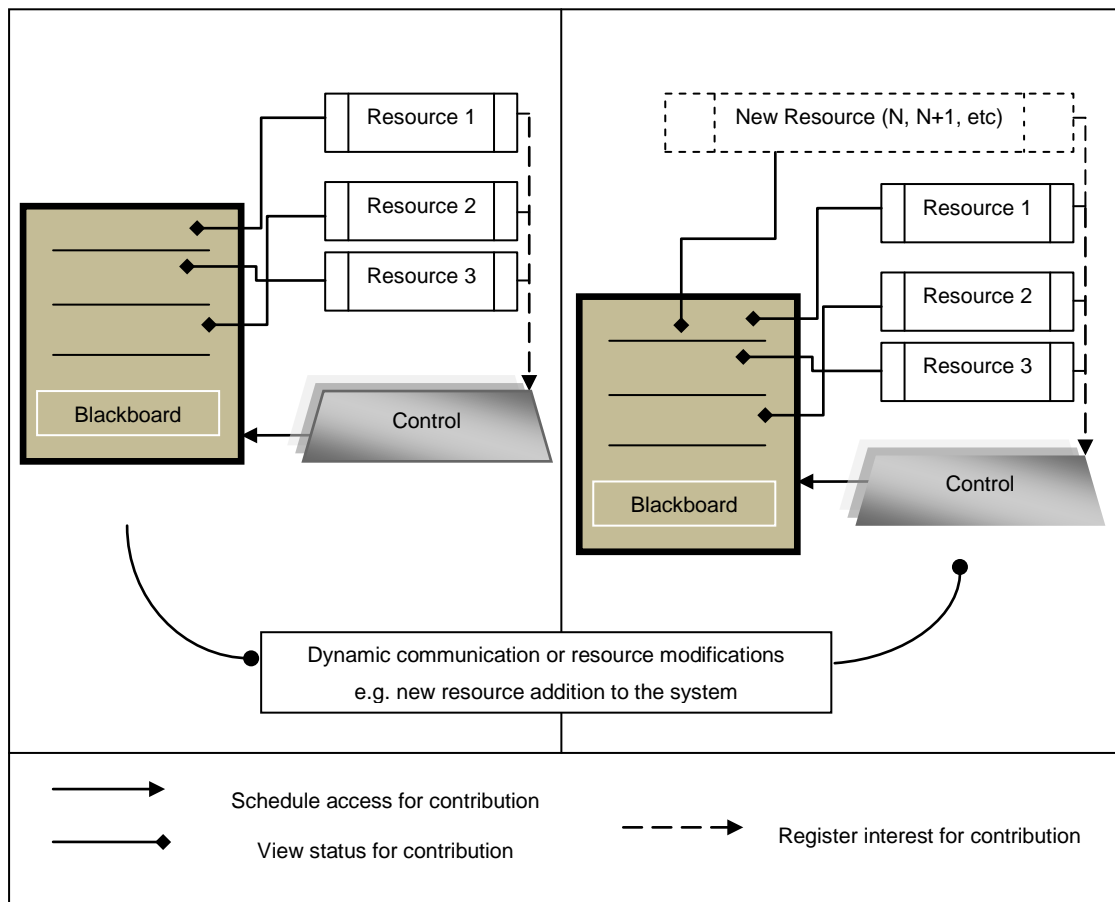 Resource 1
Resource 2
Resource 3
Blackboard
Control
New Resource (N, N+1, etc)
Resource 1
Resource 2
Resource 3
Blackboard
Control
Dynamic communication or resource modifications
e.g. new resource addition to the system
Schedule access for contribution
View status for contribution
Register interest for contribution